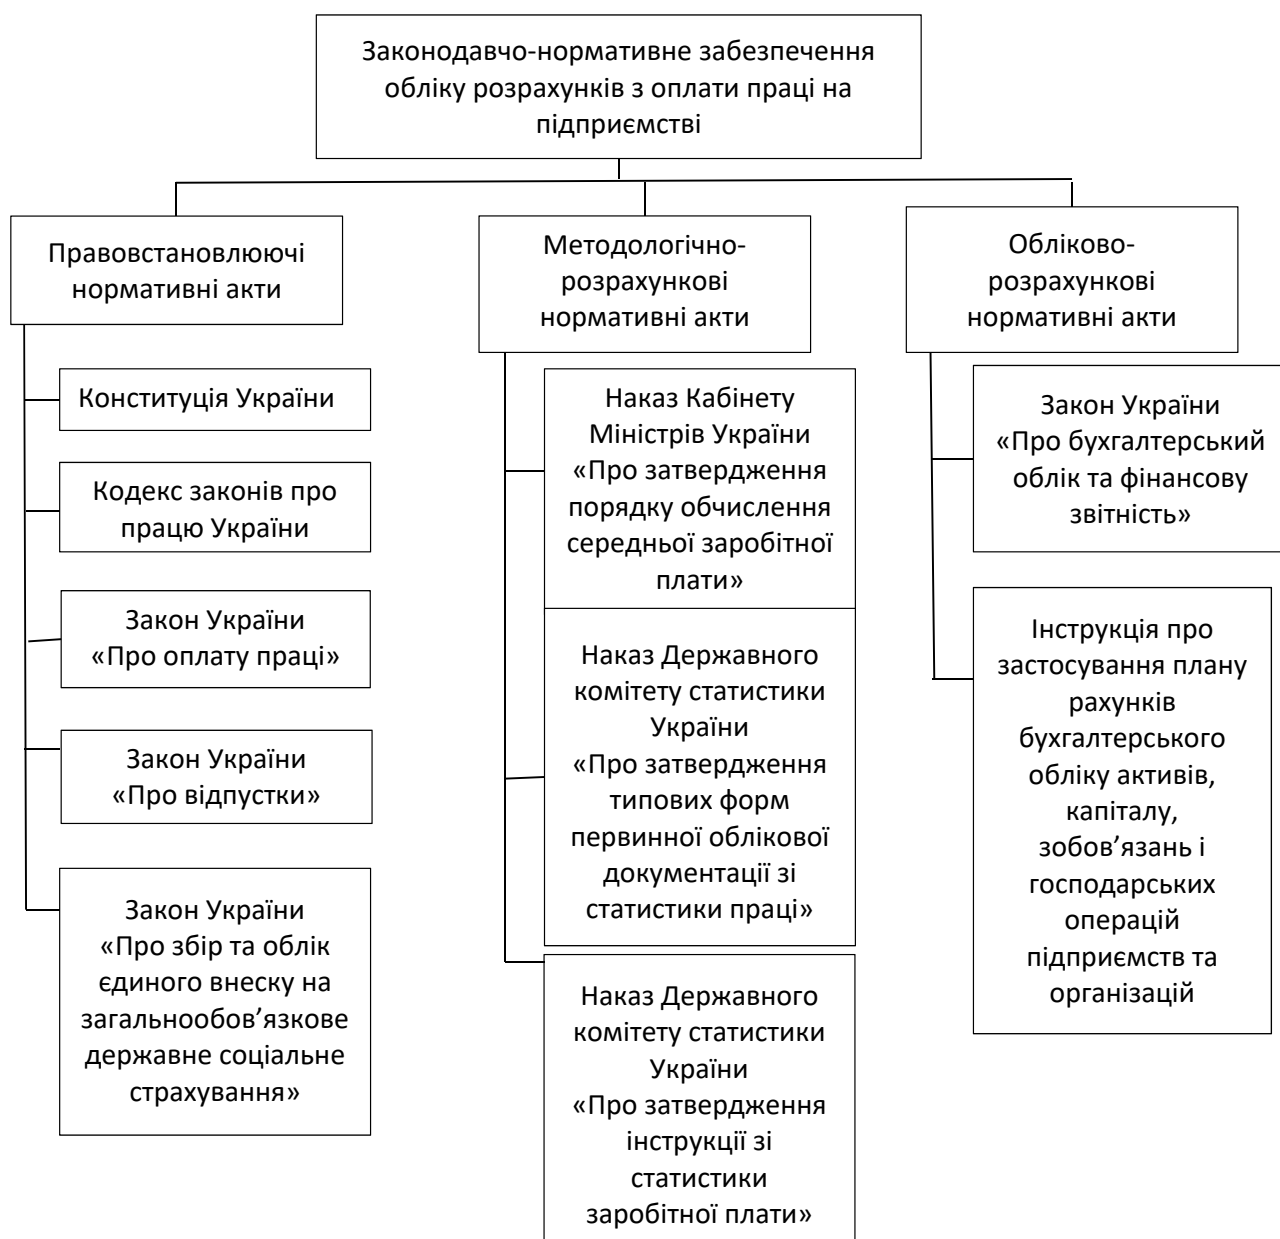 Законодавчо-нормативне забезпечення
обліку розрахунків з оплати праці на
підприємстві
Правовстановлюючі
нормативні акти
Конституція України
Кодекс законів про
працю України
Закон України
«Про оплату праці»
Закон України
«Про відпустки»
Закон України
«Про збір та облік
єдиного внеску на
загальнообов’язкове
державне соціальне
страхування»
Методологічно-
розрахункові
нормативні акти
Наказ Кабінету
Міністрів України
«Про затвердження
порядку обчислення
середньої заробітної
плати»
Наказ Державного
комітету статистики
України
«Про затвердження
типових форм
первинної облікової
документації зі
статистики праці»
Наказ Державного
комітету статистики
України
«Про затвердження
інструкції зі
статистики
заробітної плати»
Обліково-
розрахункові
нормативні акти
Закон України
«Про бухгалтерський
облік та фінансову
звітність»
Інструкція про
застосування плану
рахунків
бухгалтерського
обліку активів,
капіталу,
зобов’язань і
господарських
операцій
підприємств та
організацій